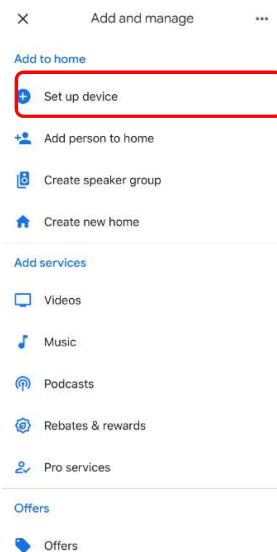 Add and manage
Add to home
Set up device
Add person to home
Create speaker group
Create new home
Add services
Videos
Music
Podcasts
Rebates & rewards
Pro services
Offers
Offers